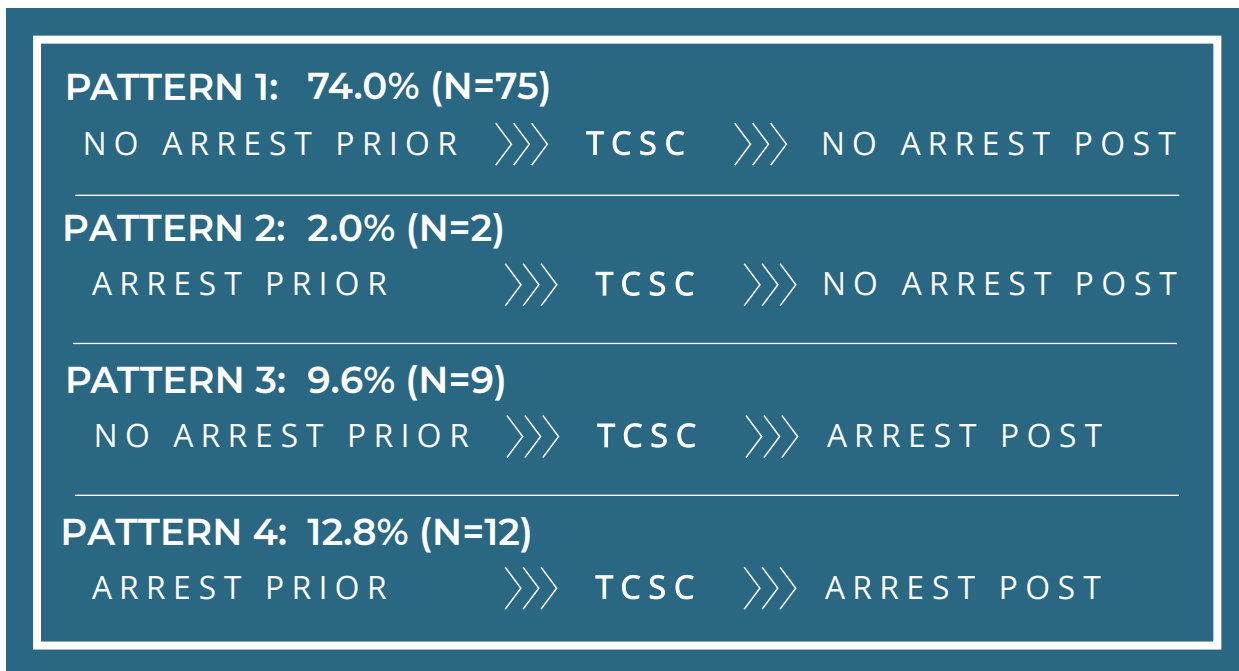 PATTERN 1: 74.0% (N=75)
NO ARREST PRIOR TCSC NO ARREST POST
PATTERN 2: 2.0% (N=2)
ARREST PRIOR TCSC NO ARREST POST
PATTERN 3: 9.6% (N=9)
NO ARREST PRIOR TCSC ARREST POST
PATTERN 4: 12.8% (N=12)
ARREST PRIOR TCSC ARREST POST